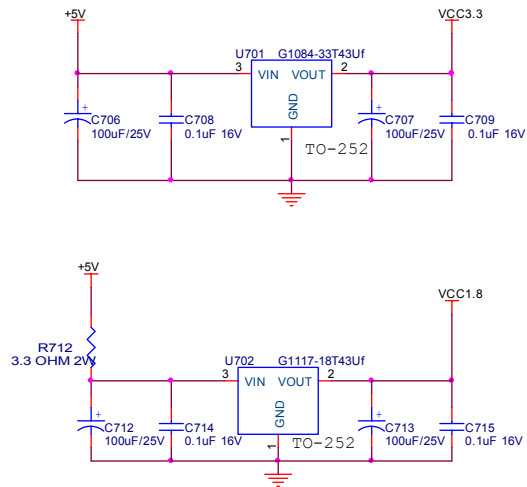 +5V
VCC3.3
U701 G1084-33T43Uf
3 VIN VOUT 2
GND
1
TO-252
C706
100uF/25V
C708
0.1uF 16V
C707
100uF/25V
C709
0.1uF 16V
+5V
VCC1.8
R712
3.3 OHM 2W
U702 G1117-18T43Uf
3 VIN VOUT 2
GND
1
TO-252
C712
100uF/25V
C714
0.1uF 16V
C713
100uF/25V
C715
0.1uF 16V